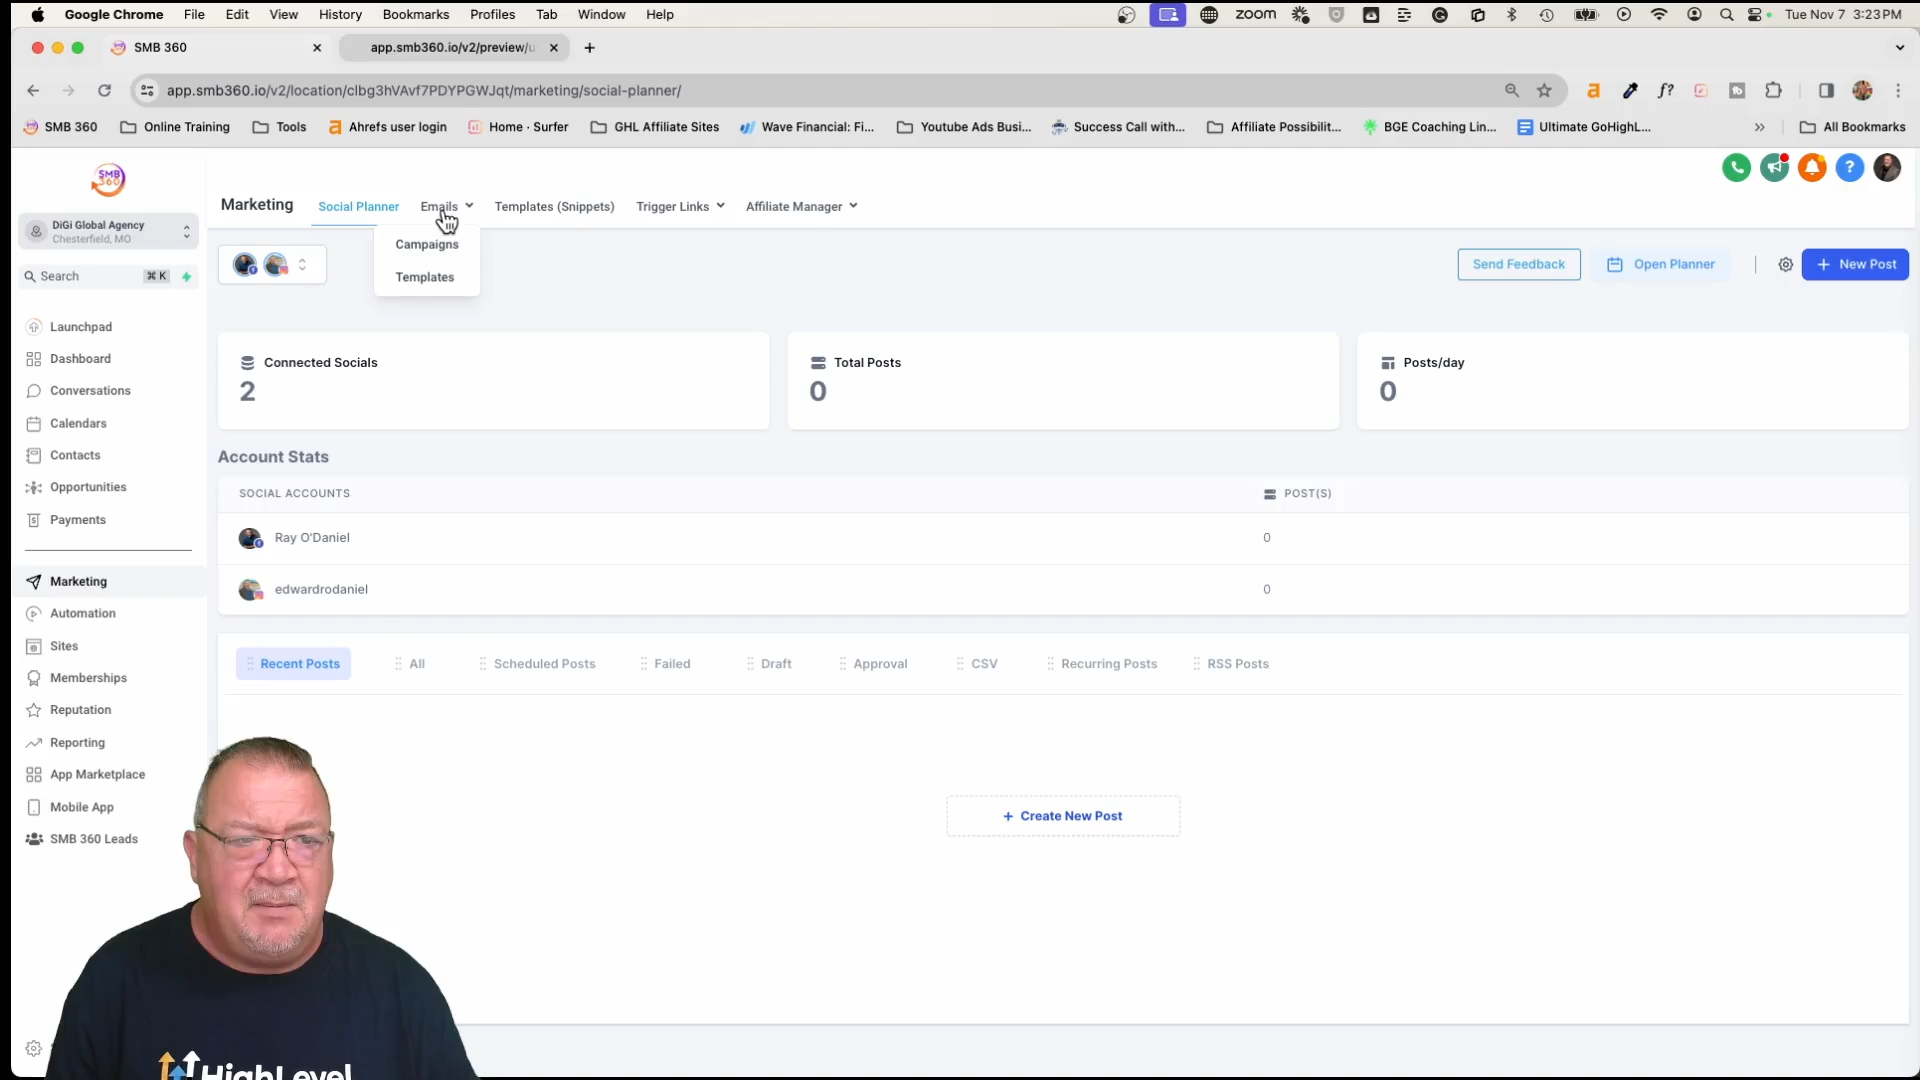 Google Chrome File Edit View History Bookmarks Profiles Tab Window Help zoom Tue Nov 7 3:23 PM
SMB 360 app.smb360.io/v2/preview/
app.smb360.io/v2/location/clbg3hVAvf7PDYPGWJqt/marketing/social-planner/ f?
SMB 360 Online Training Tools Ahrefs user login Home · Surfer GHL Affiliate Sites Wave Financial: Fi... Youtube Ads Busi... Success Call with... Affiliate Possibilit... BGE Coaching Lin... Ultimate GoHighL... » All Bookmarks
SMB
360
Marketing Social Planner Emails Templates (Snippets) Trigger Links Affiliate Manager
DiGi Global Agency
Chesterfield, MO
Campaigns
Templates
Send Feedback Open Planner + New Post
Search ⌘ K
Launchpad
Dashboard
Conversations
Calendars
Contacts
Opportunities
Payments
Marketing
Automation
Sites
Memberships
Reputation
Reporting
App Marketplace
Mobile App
SMB 360 Leads
Connected Socials
2
Total Posts
0
Posts/day
0
Account Stats
SOCIAL ACCOUNTS POST(S)
Ray O'Daniel 0
edwardrodaniel 0
Recent Posts All Scheduled Posts Failed Draft Approval CSV Recurring Posts RSS Posts
+ Create New Post
HighLevel